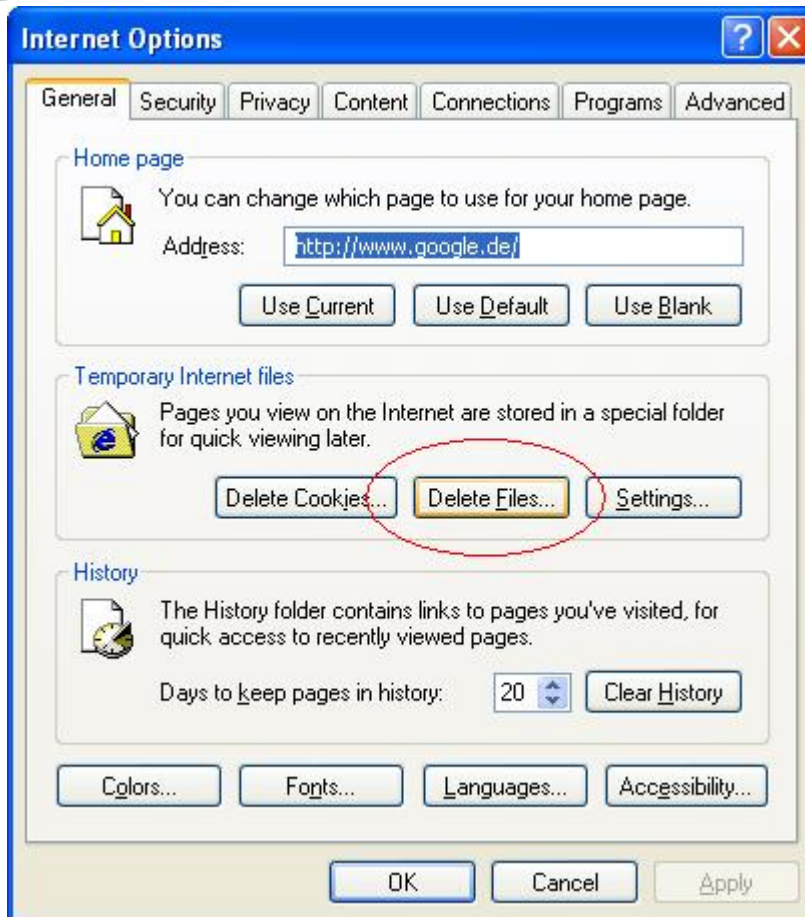 Internet Options
General Security Privacy Content Connections Programs Advanced
Home page
You can change which page to use for your home page.
Address: http://www.google.de/
Use Current Use Default Use Blank
Temporary Internet files
Pages you view on the Internet are stored in a special folder
for quick viewing later.
Delete Cookies... Delete Files... Settings...
History
The History folder contains links to pages you've visited, for
quick access to recently viewed pages.
Days to keep pages in history: 20 Clear History
Colors... Fonts... Languages... Accessibility...
OK Cancel Apply